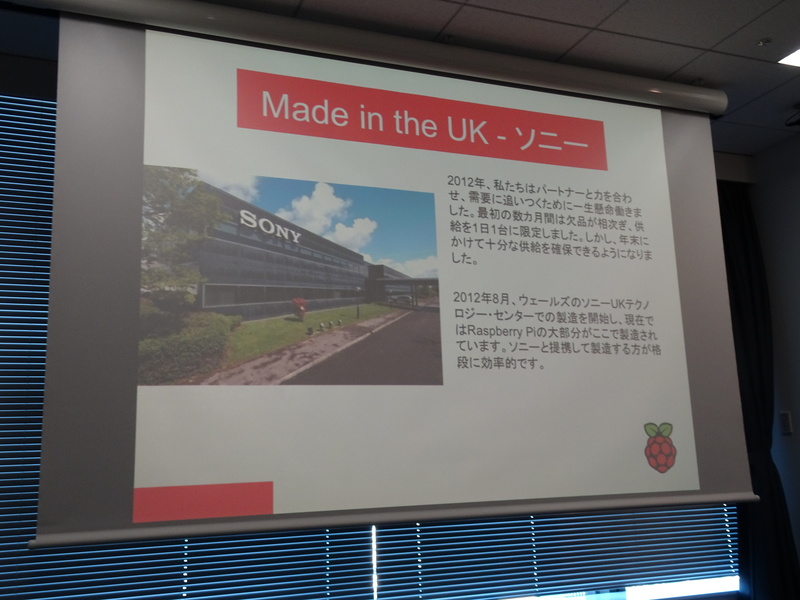 Made in the UK - ソニー
SONY
2012年、私たちはパートナーと力を合わ
せ、需要に追いつくために一生懸命働きま
した。最初の数カ月間は欠品が相次ぎ、供
給を1日1台に限定しました。しかし、年末に
かけて十分な供給を確保できるようになりま
した。
2012年8月、ウェールズのソニーUKテクノ
ロジー・センターでの製造を開始し、現在で
はRaspberry Piの大部分がここで製造され
ています。ソニーと提携して製造する方が格
段に効率的です。